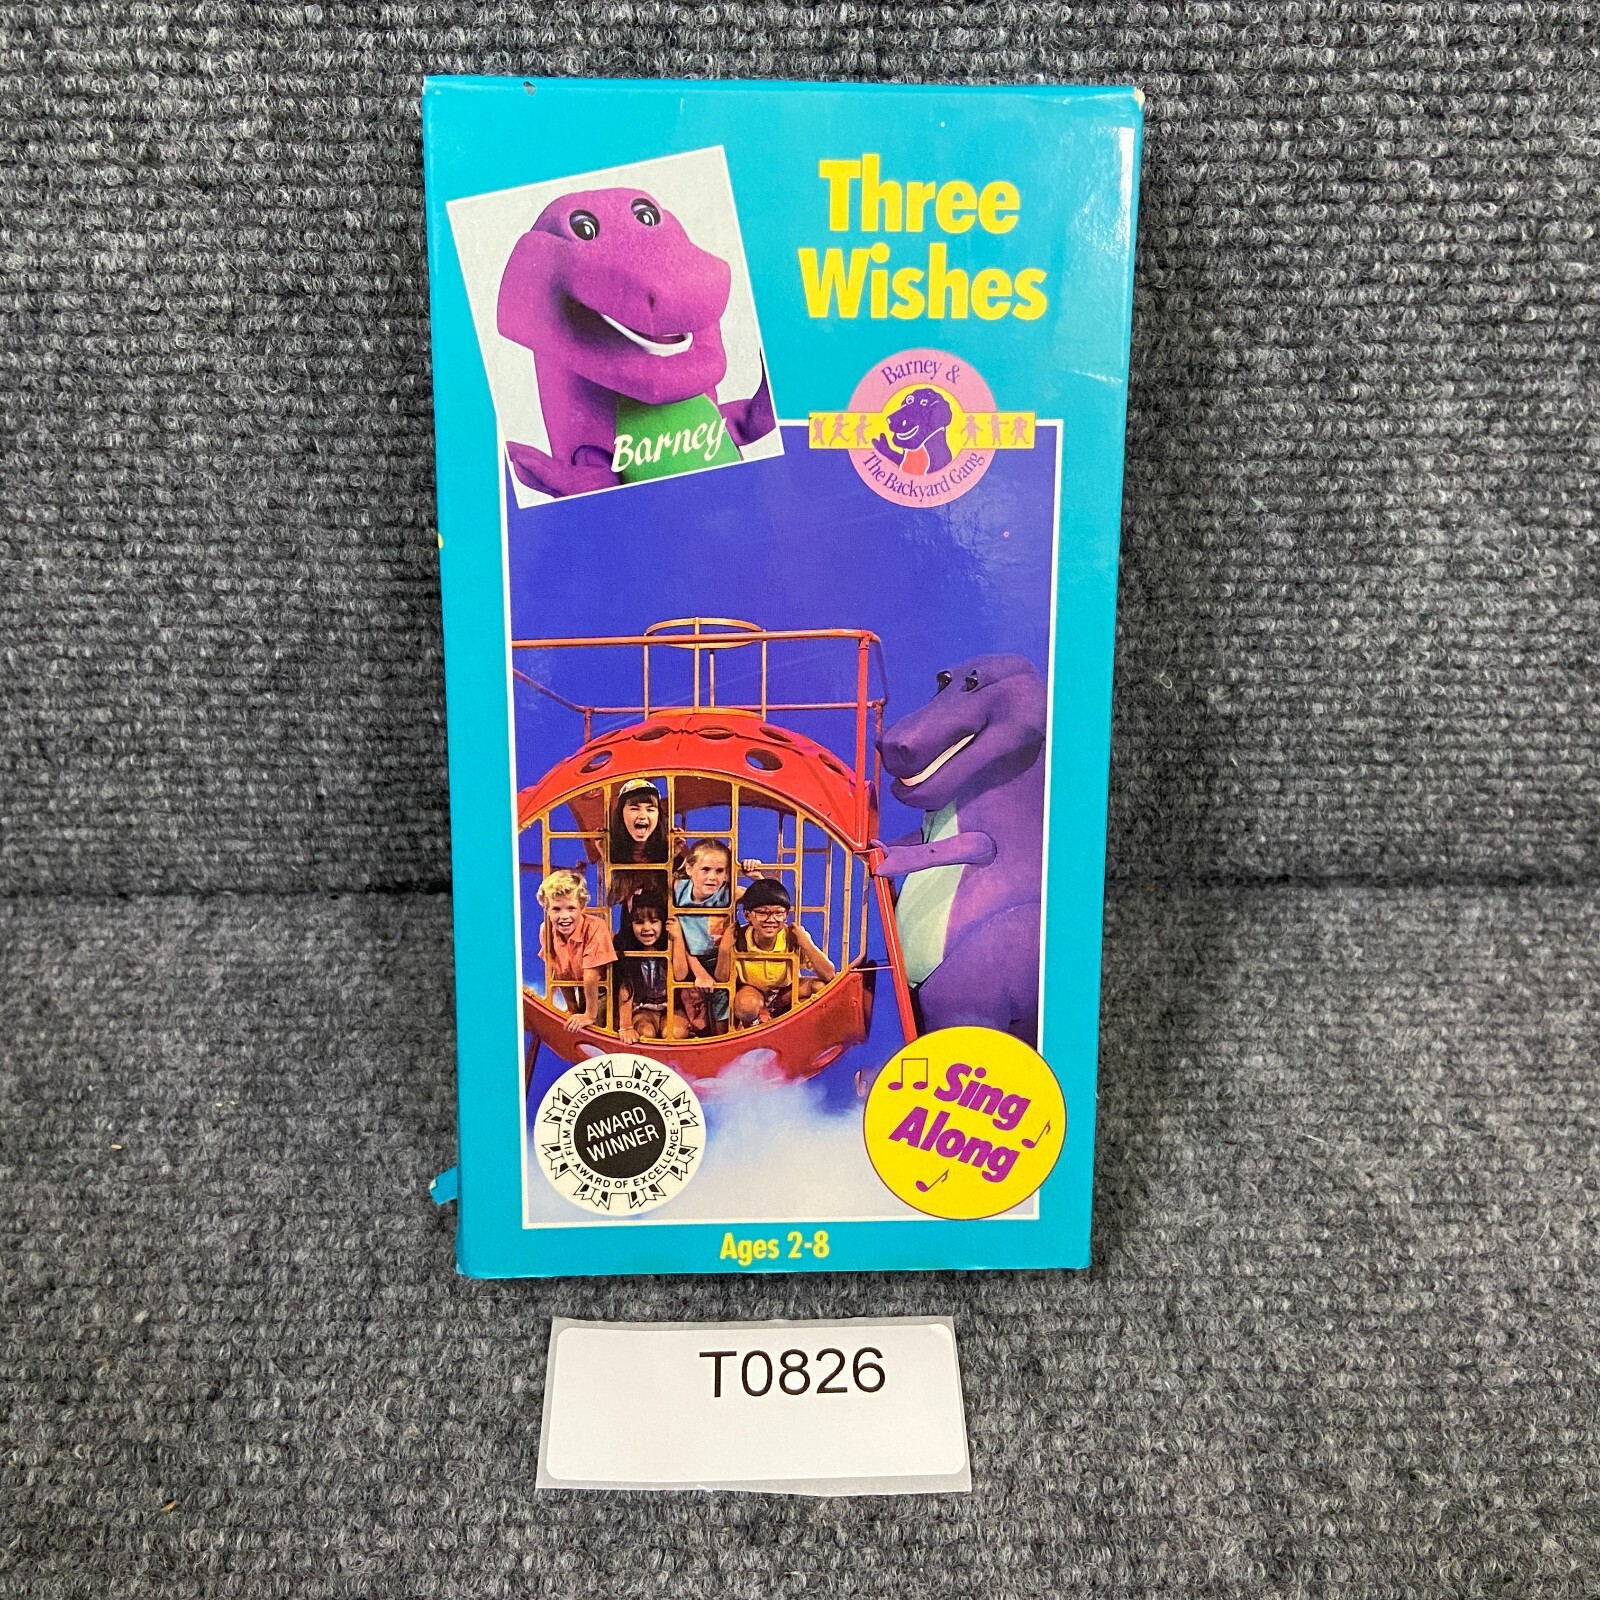 Three
Wishes
Barney
Barney &
The Backyard Gang
FILM ADVISORY BOARD, INC.
AWARD
WINNER
AWARD OF EXCELLENCE
Sing
Along
Ages 2-8
T0826